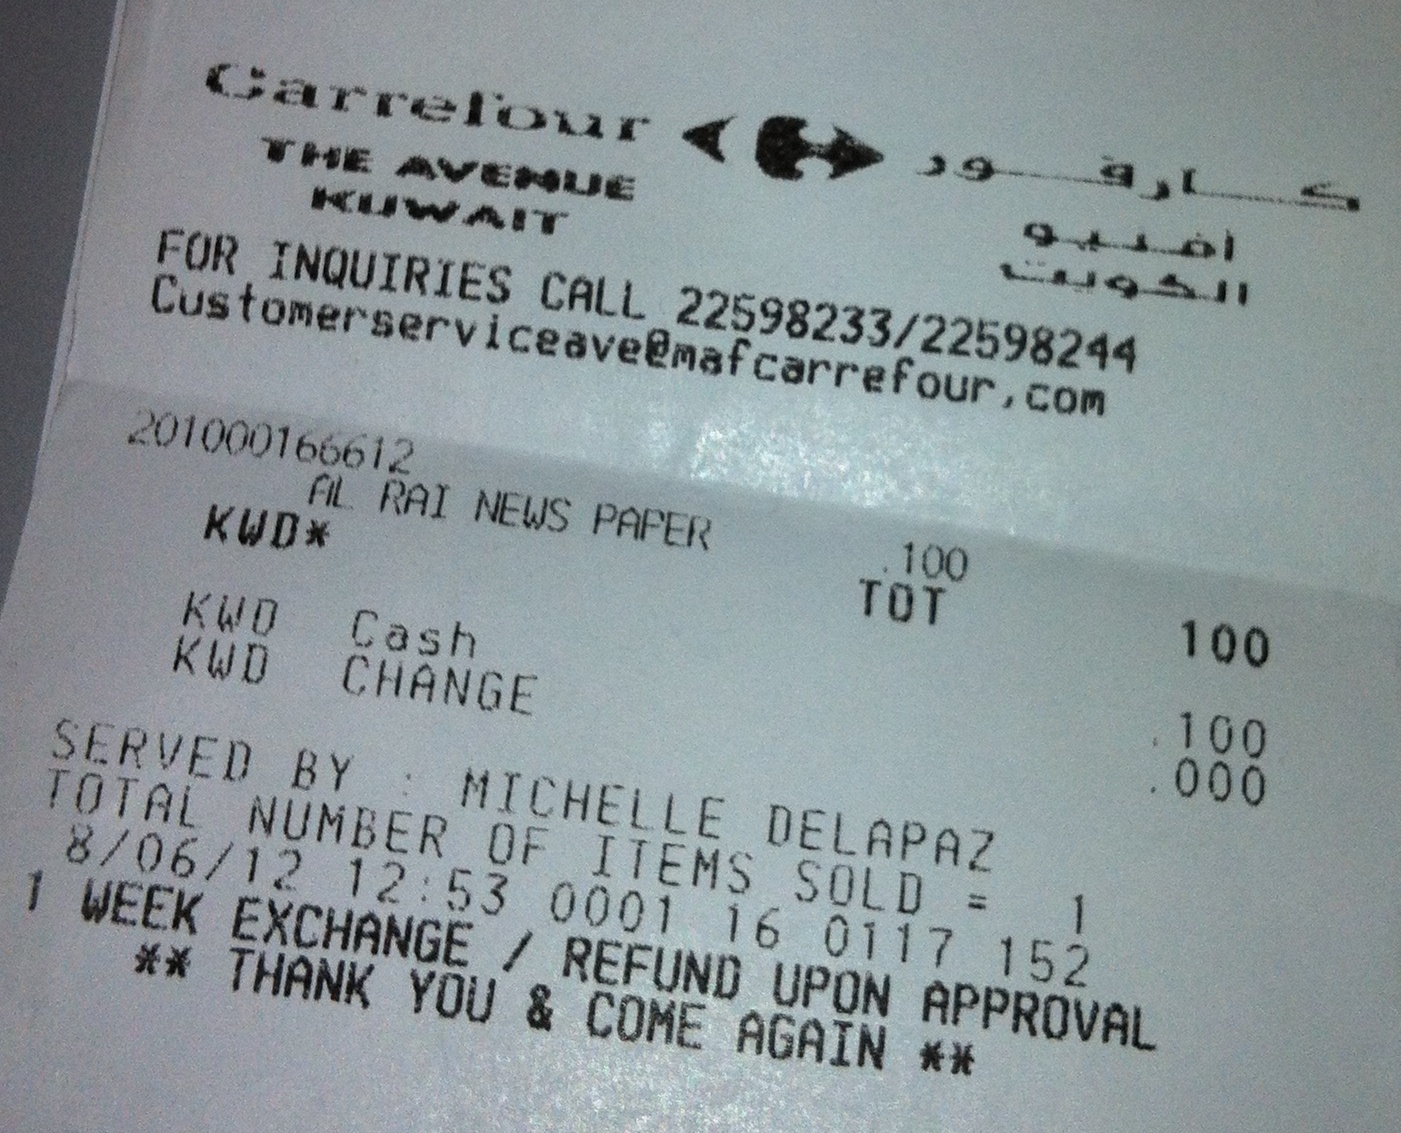 Carrefour كارفور
THE AVENUE افنيو
KUWAIT الكويت
FOR INQUIRIES CALL 22598233/22598244
Customerserviceave@mafcarrefour.com
201000166612
AL RAI NEWS PAPER .100
KWD* TOT 100
KWD Cash .100
KWD CHANGE .000
SERVED BY : MICHELLE DELAPAZ
TOTAL NUMBER OF ITEMS SOLD = 1
8/06/12 12:53 0001 16 0117 152
1 WEEK EXCHANGE / REFUND UPON APPROVAL
** THANK YOU & COME AGAIN **